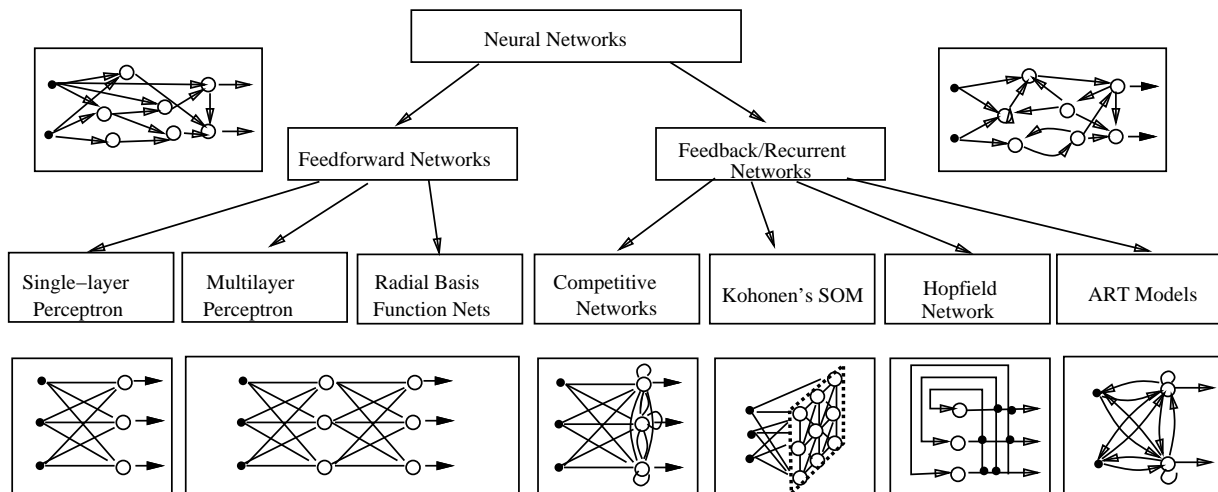 Neural Networks
Feedforward Networks
Feedback/Recurrent
Networks
Single−layer
Perceptron
Multilayer
Perceptron
Radial Basis
Function Nets
Competitive
Networks
Kohonen's SOM
Hopfield
Network
ART Models